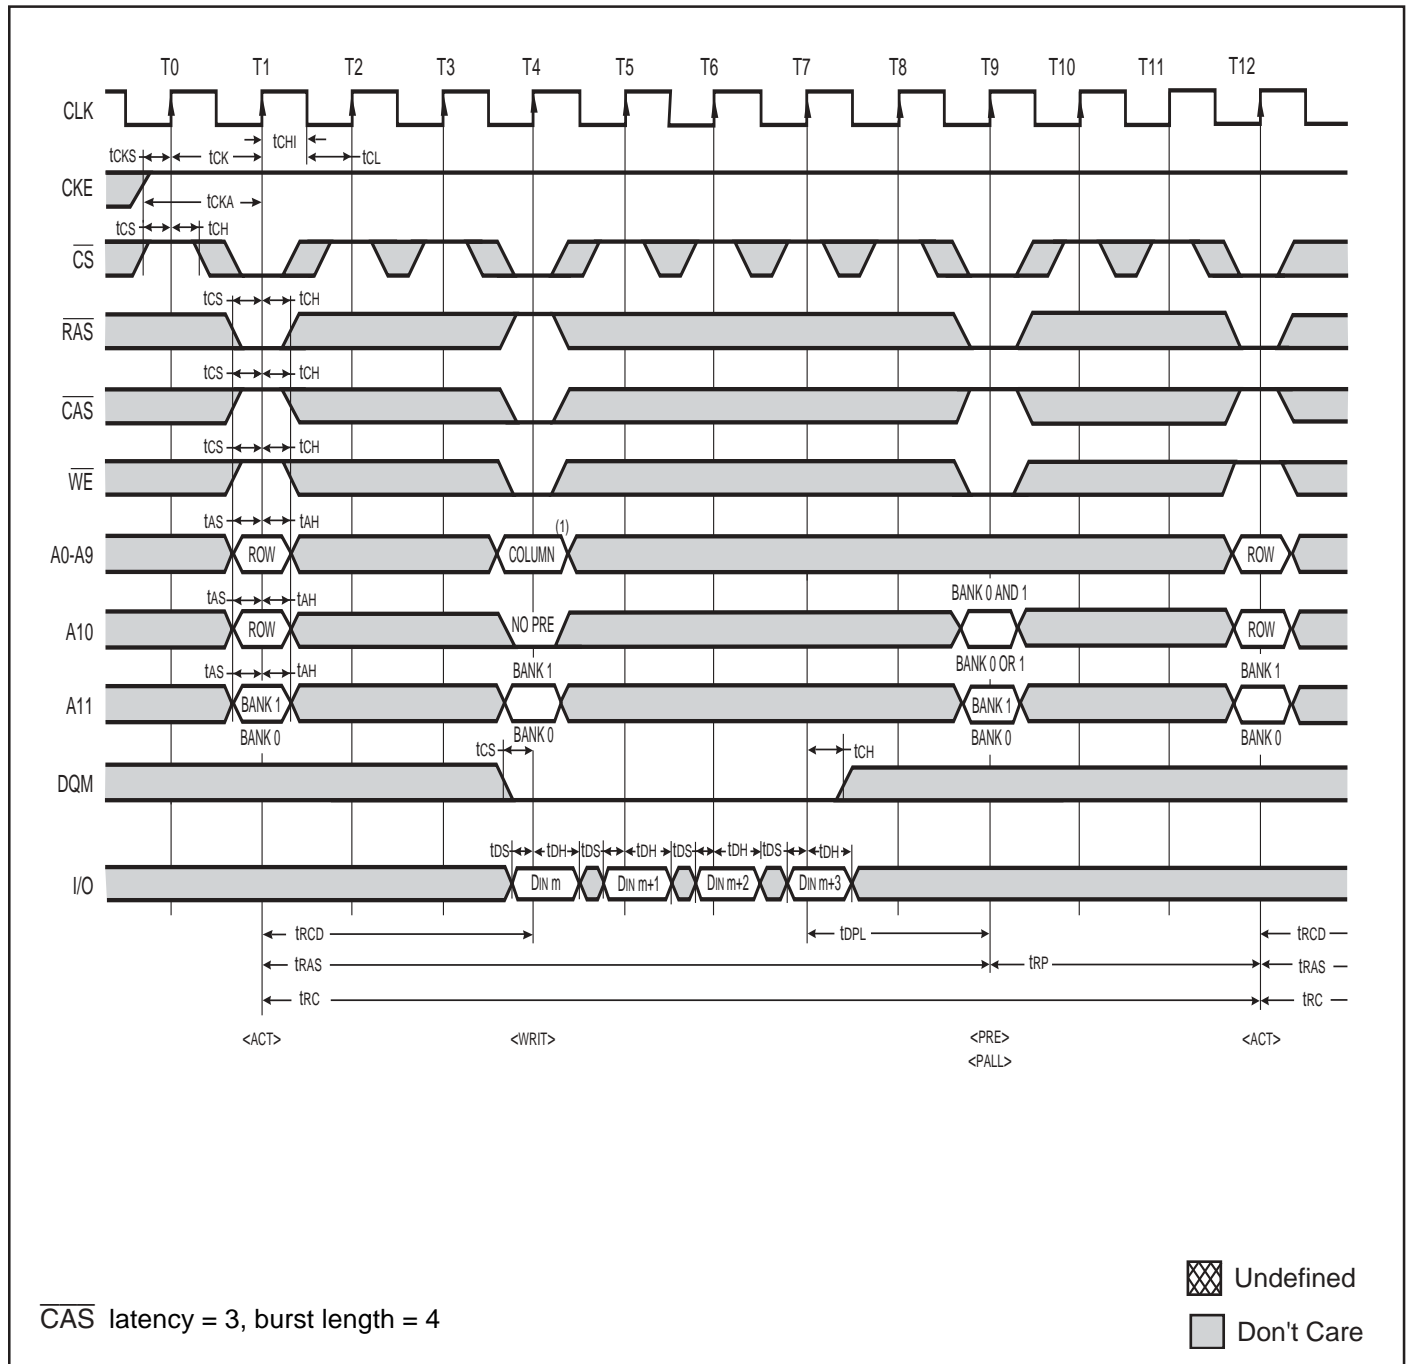 T0 T1 T2 T3 T4 T5 T6 T7 T8 T9 T10 T11 T12
CLK
tCHI
tCKS tCK tCL
CKE
tCKA
tCS tCH
CS
tCS tCH
RAS
tCS tCH
CAS
tCS tCH
WE
tAS tAH (1)
A0-A9 ROW COLUMN ROW
tAS tAH BANK 0 AND 1
A10 ROW NO PRE ROW
tAS tAH BANK 1 BANK 0 OR 1 BANK 1
A11 BANK 1 BANK 1
BANK 0 BANK 0 BANK 0 BANK 0
tCS tCH
DQM
tDS tDH tDS tDH tDS tDH tDS tDH
I/O DIN m DIN m+1 DIN m+2 DIN m+3
tRCD tDPL tRCD
tRAS tRP tRAS
tRC tRC
<ACT> <WRIT> <PRE> <ACT>
<PALL>
Undefined
CAS latency = 3, burst length = 4
Don't Care